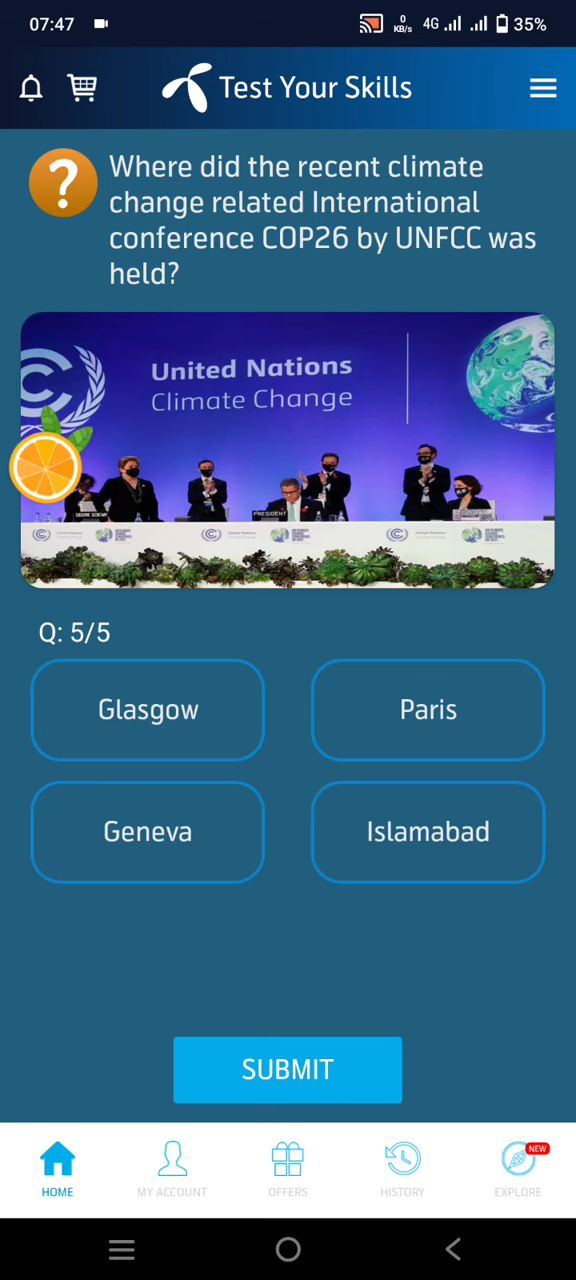 07:47
0
KB/s
4G
35%
Test Your Skills
?
Where did the recent climate
change related International
conference COP26 by UNFCC was
held?
United Nations
Climate Change
PRESIDENT
Q: 5/5
Glasgow
Paris
Geneva
Islamabad
SUBMIT
NEW
HOME
MY ACCOUNT
OFFERS
HISTORY
EXPLORE